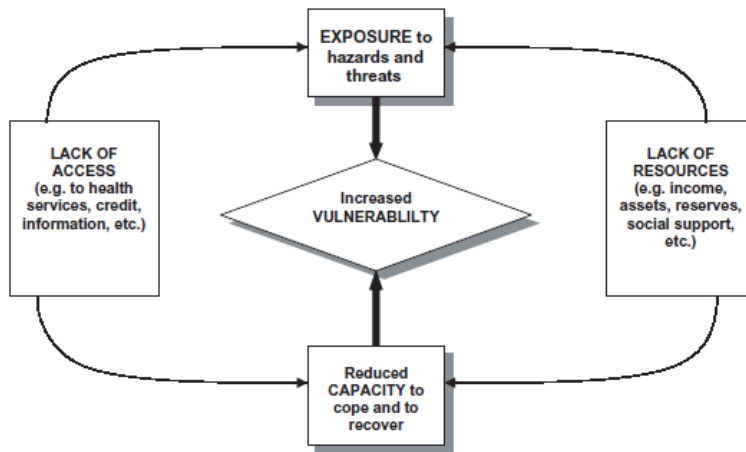 EXPOSURE to
hazards and
threats
LACK OF
ACCESS
(e.g. to health
services, credit,
information, etc.)
Increased
VULNERABLILTY
LACK OF
RESOURCES
(e.g. income,
assets, reserves,
social support,
etc.)
Reduced
CAPACITY to
cope and to
recover